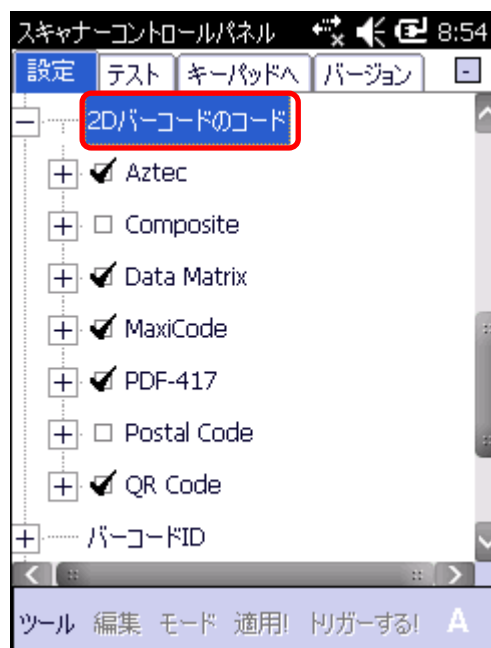 スキャナーコントロールパネル 8:54
設定 テスト キーパッドへ バージョン
2Dバーコードのコード
Aztec
Composite
Data Matrix
MaxiCode
PDF-417
Postal Code
QR Code
バーコードID
ツール 編集 モード 適用! トリガーする! A